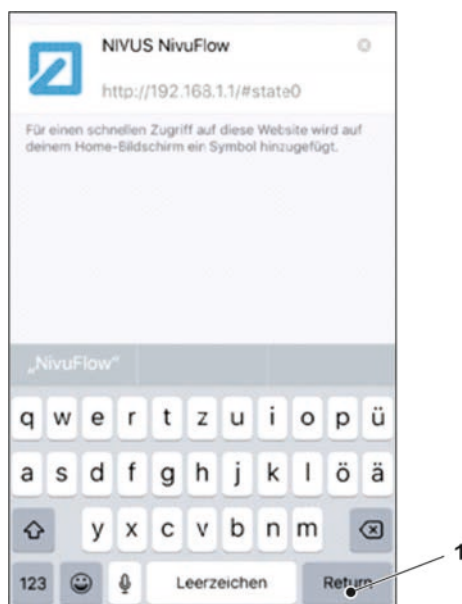 NIVUS NivuFlow
http://192.168.1.1/#state0
Für einen schnellen Zugriff auf diese Website wird auf
deinem Home-Bildschirm ein Symbol hinzugefügt.
„NivuFlow“
q w e r t z u i o p ü
a s d f g h j k l ö ä
y x c v b n m
123 Leerzeichen Return
1